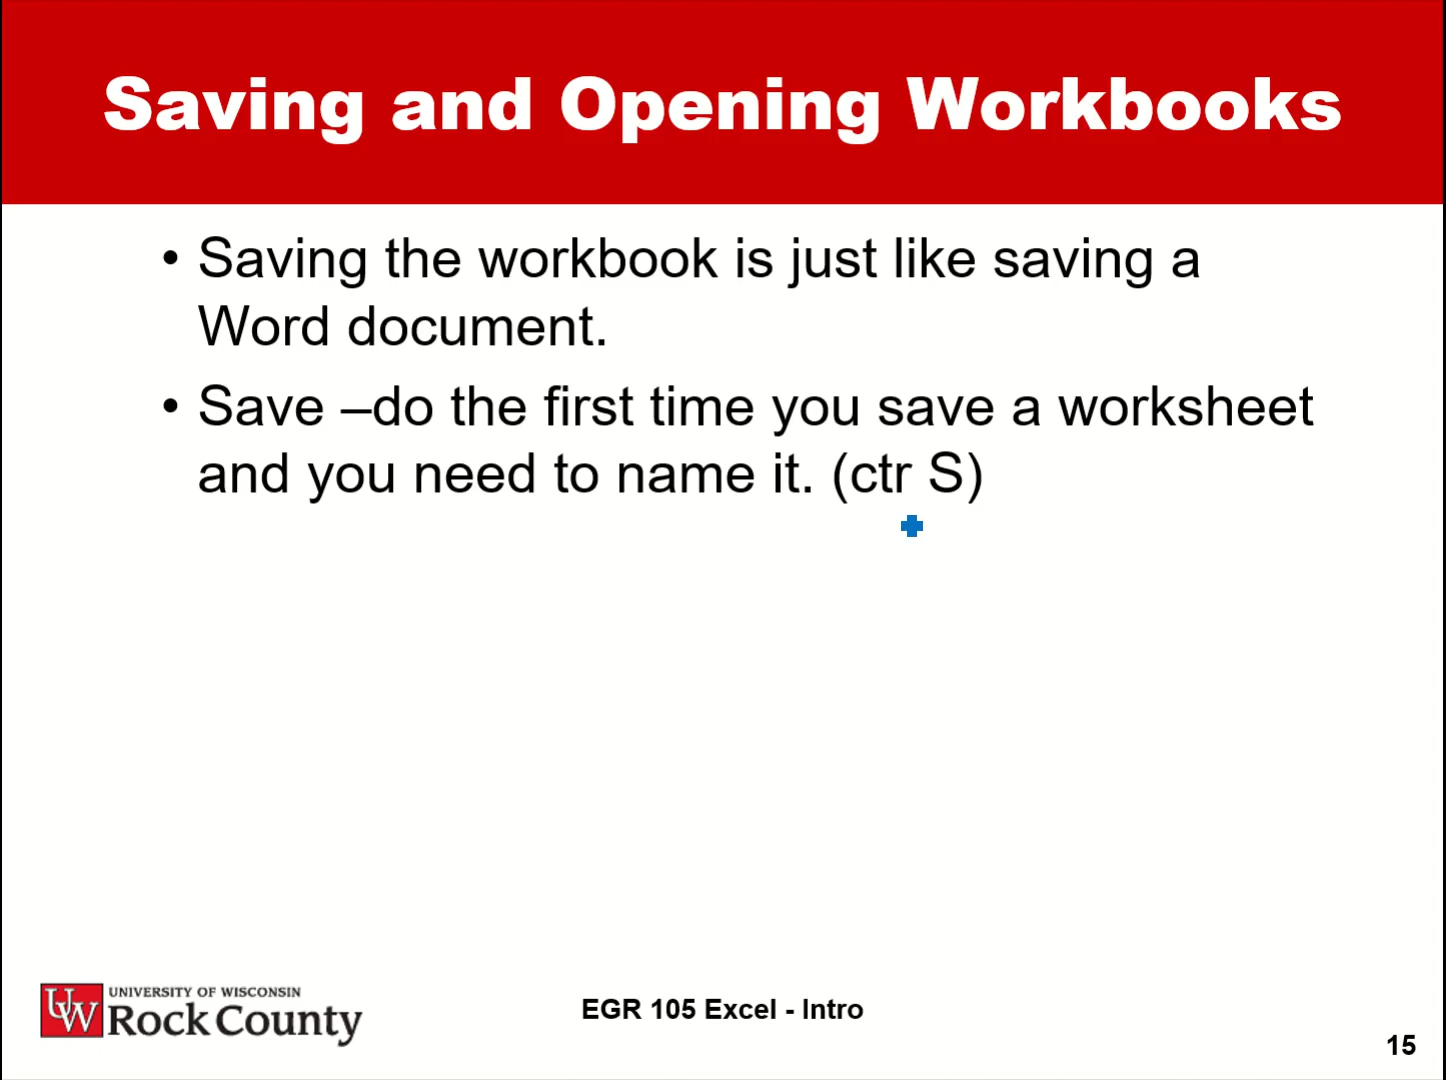 Saving and Opening Workbooks
• Saving the workbook is just like saving a
Word document.
• Save –do the first time you save a worksheet
and you need to name it. (ctr S)
UW
UNIVERSITY OF WISCONSIN
Rock County
EGR 105 Excel - Intro
15